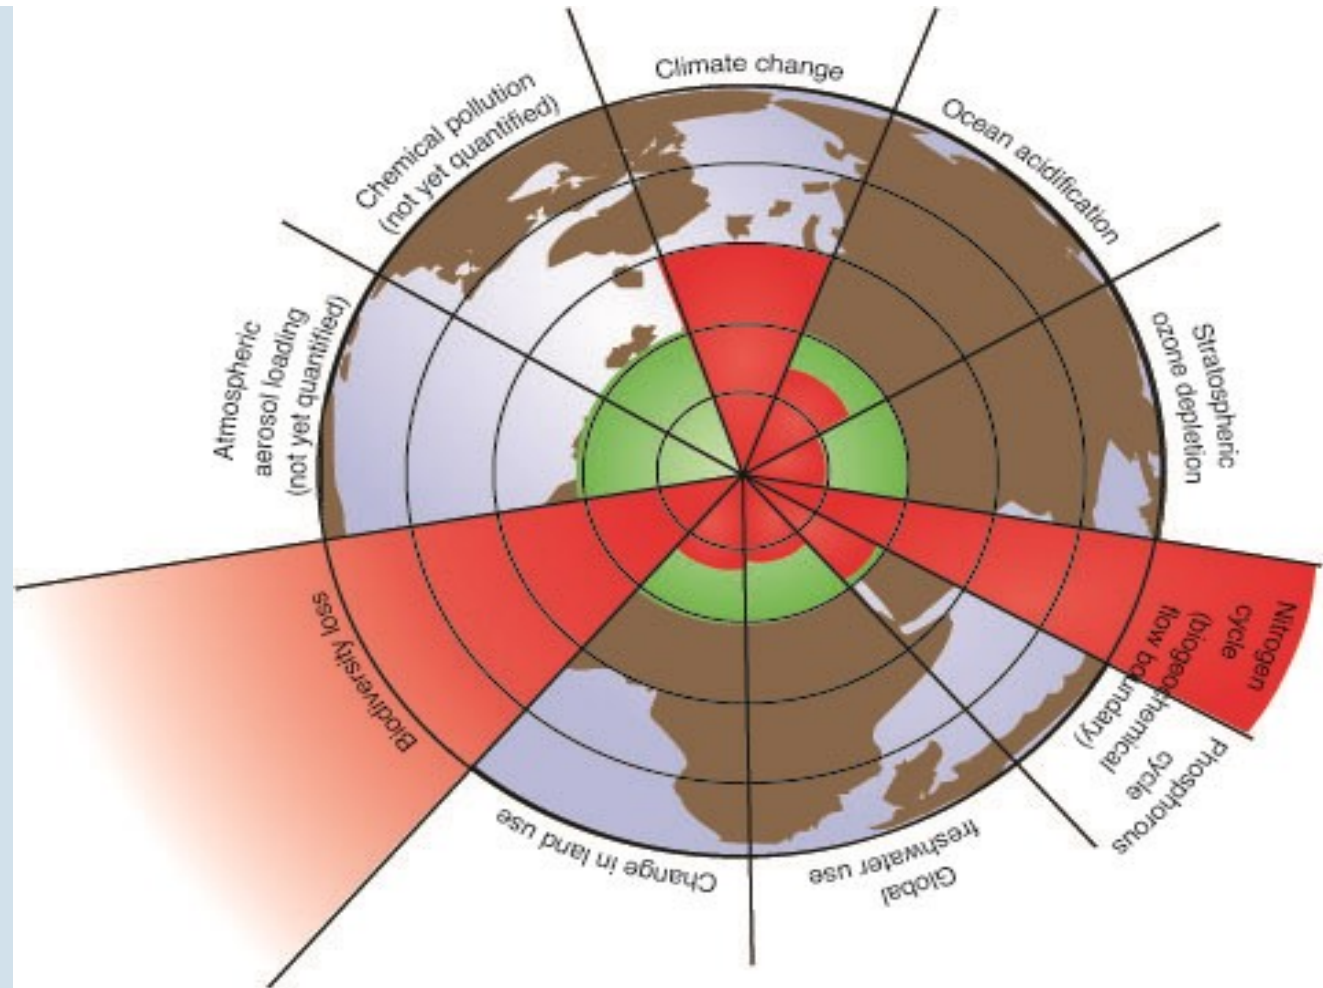 Climate change
Ocean acidification
Stratospheric
ozone depletion
Nitrogen
cycle
(biogeochemical
flow boundary)
Phosphorous
cycle
Global
freshwater use
Change in land use
Biodiversity loss
Atmospheric
aerosol loading
(not yet quantified)
Chemical pollution
(not yet quantified)